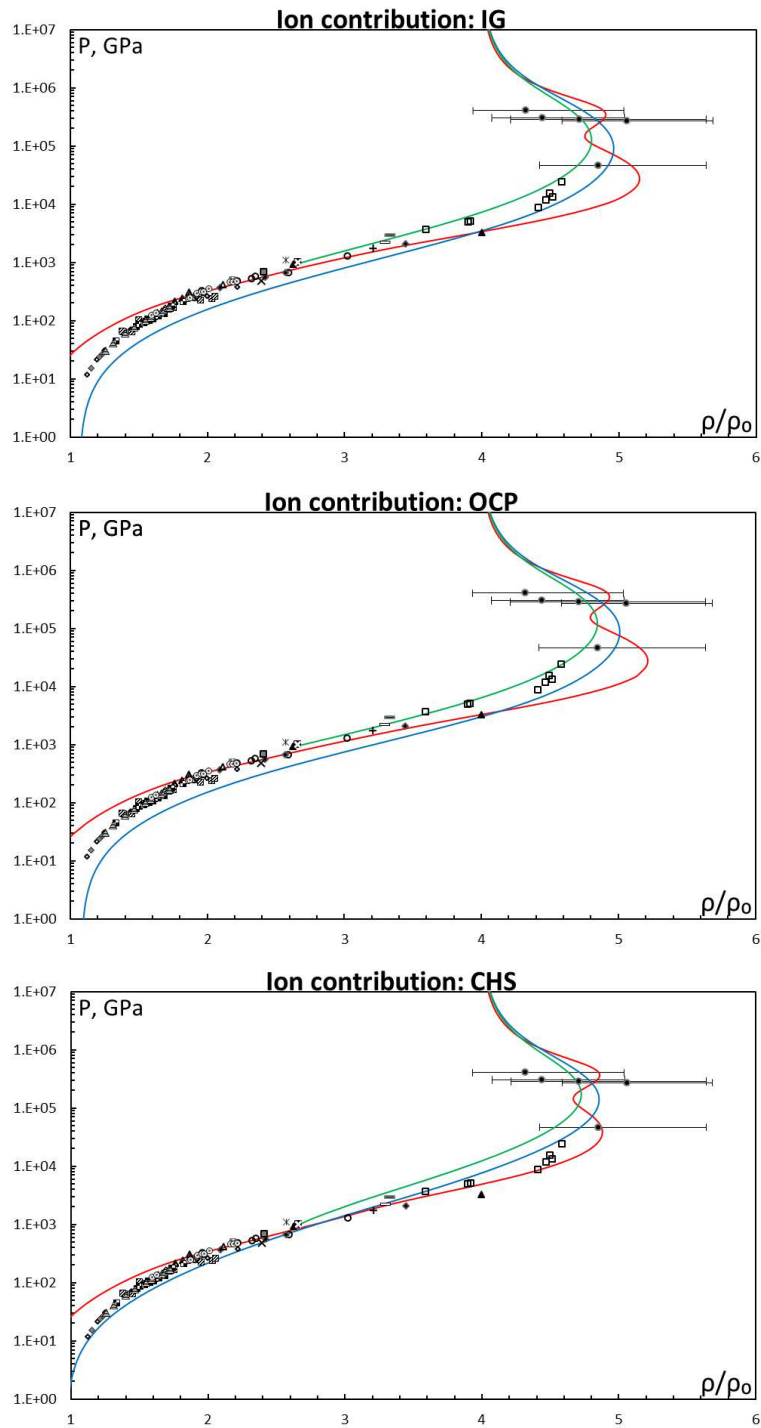 Ion contribution: IG
P, GPa
1.E+07
1.E+06
1.E+05
1.E+04
1.E+03
1.E+02
1.E+01
1.E+00
ρ/ρ₀
1 2 3 4 5 6
Ion contribution: OCP
P, GPa
1.E+07
1.E+06
1.E+05
1.E+04
1.E+03
1.E+02
1.E+01
1.E+00
ρ/ρ₀
1 2 3 4 5 6
Ion contribution: CHS
P, GPa
1.E+07
1.E+06
1.E+05
1.E+04
1.E+03
1.E+02
1.E+01
1.E+00
ρ/ρ₀
1 2 3 4 5 6